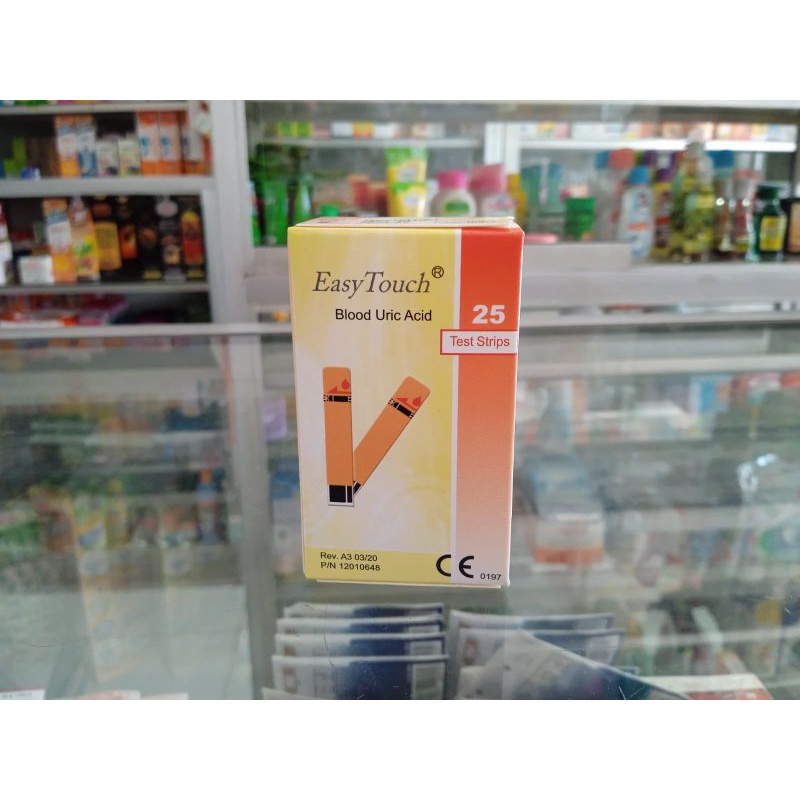 EasyTouch®
Blood Uric Acid
25
Test Strips
Rev. A3 03/20
P/N 12010648
CE 0197